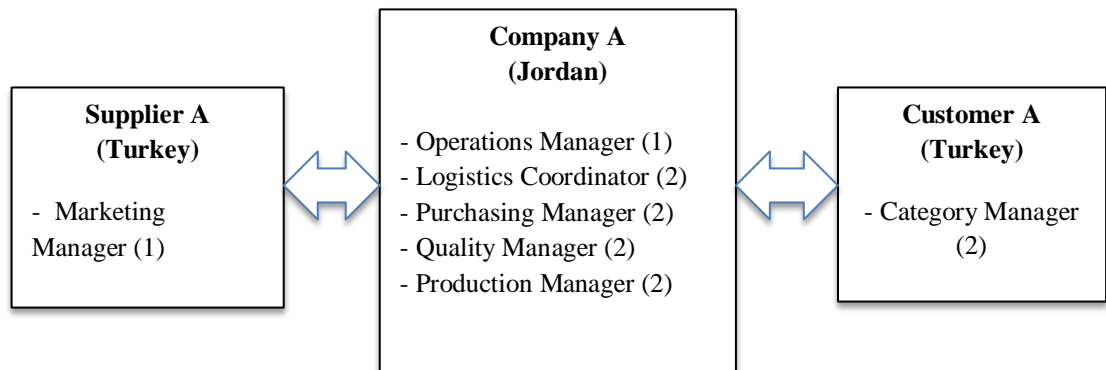 Supplier A
(Turkey)
- Marketing
Manager (1)
Company A
(Jordan)
- Operations Manager (1)
- Logistics Coordinator (2)
- Purchasing Manager (2)
- Quality Manager (2)
- Production Manager (2)
Customer A
(Turkey)
- Category Manager
(2)